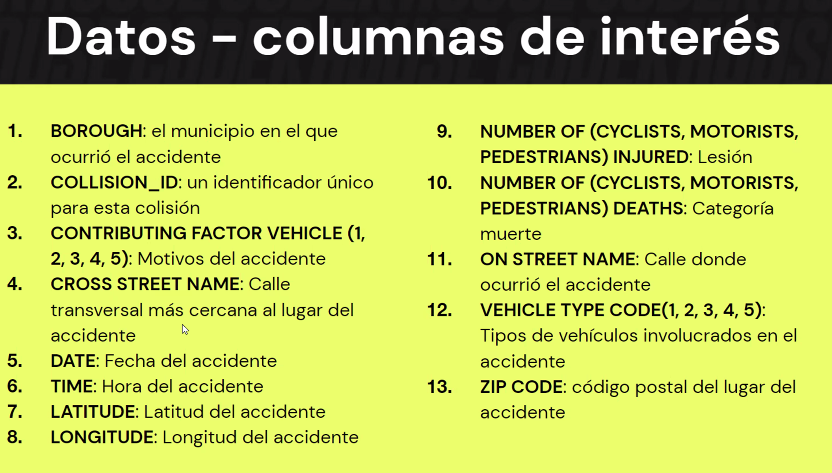 Datos - columnas de interés
1. BOROUGH: el municipio en el que
ocurrió el accidente
2. COLLISION_ID: un identificador único
para esta colisión
3. CONTRIBUTING FACTOR VEHICLE (1,
2, 3, 4, 5): Motivos del accidente
4. CROSS STREET NAME: Calle
transversal más cercana al lugar del
accidente
5. DATE: Fecha del accidente
6. TIME: Hora del accidente
7. LATITUDE: Latitud del accidente
8. LONGITUDE: Longitud del accidente
9. NUMBER OF (CYCLISTS, MOTORISTS,
PEDESTRIANS) INJURED: Lesión
10. NUMBER OF (CYCLISTS, MOTORISTS,
PEDESTRIANS) DEATHS: Categoría
muerte
11. ON STREET NAME: Calle donde
ocurrió el accidente
12. VEHICLE TYPE CODE(1, 2, 3, 4, 5):
Tipos de vehículos involucrados en el
accidente
13. ZIP CODE: código postal del lugar del
accidente